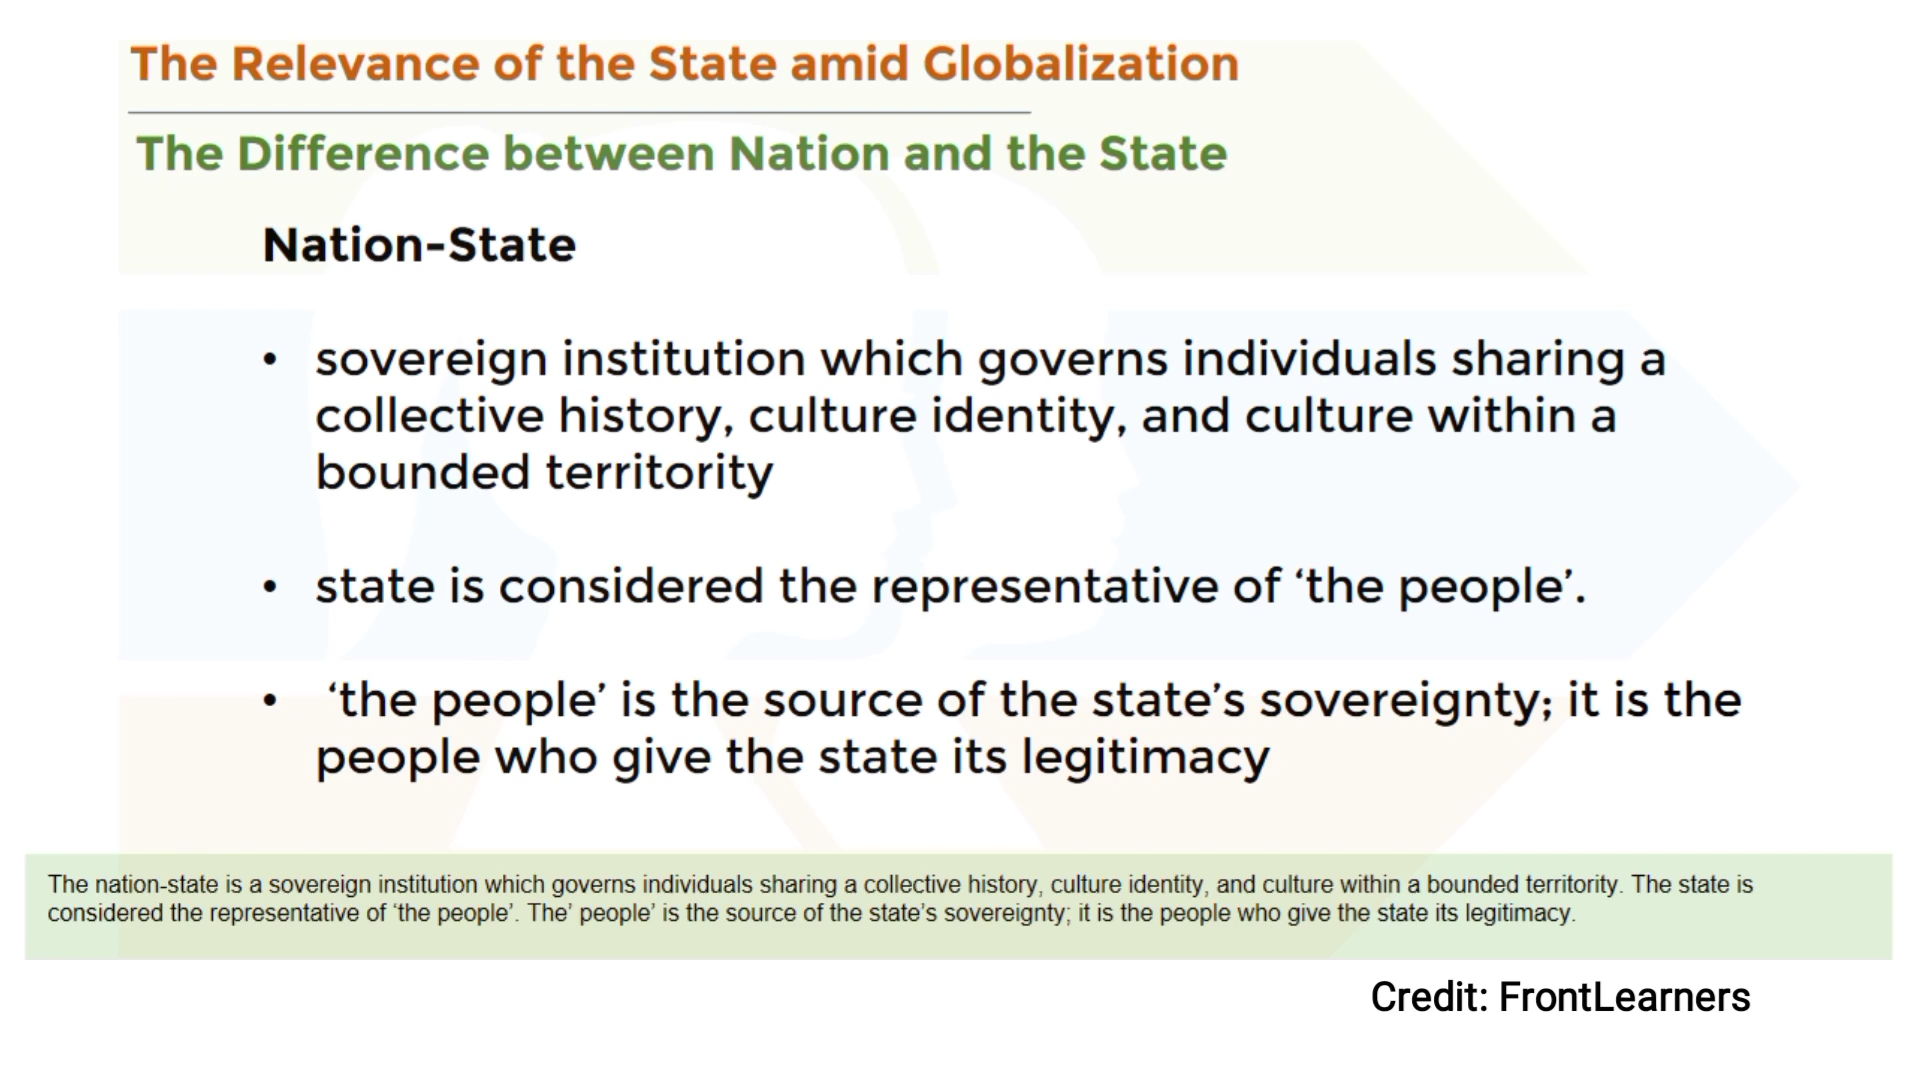 The Relevance of the State amid Globalization
The Difference between Nation and the State
Nation-State
• sovereign institution which governs individuals sharing a
collective history, culture identity, and culture within a
bounded territority
• state is considered the representative of ‘the people’.
• ‘the people’ is the source of the state’s sovereignty; it is the
people who give the state its legitimacy
The nation-state is a sovereign institution which governs individuals sharing a collective history, culture identity, and culture within a bounded territority. The state is
considered the representative of ‘the people’. The’ people’ is the source of the state’s sovereignty; it is the people who give the state its legitimacy.
Credit: FrontLearners